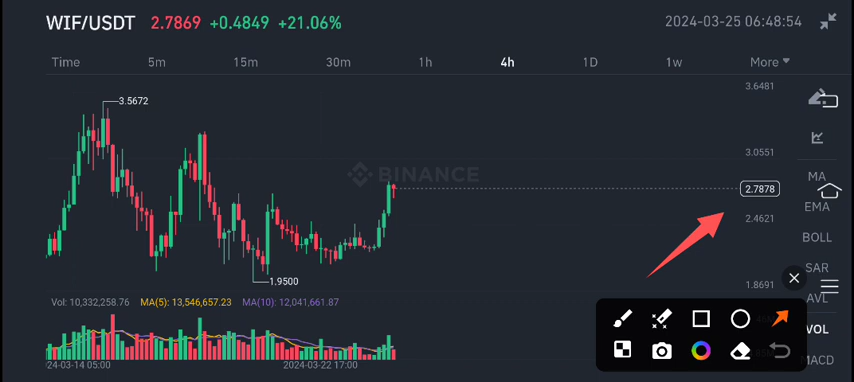 WIF/USDT 2.7869 +0.4849 +21.06% 2024-03-25 06:48:54
Time 5m 15m 30m 1h 4h 1D 1w More
3.6481
3.5672
3.0551
BINANCE
MA
2.7878
EMA
2.4621
BOLL
SAR
1.9500
1.8691
AVL
Vol: 10,332,258.76 MA(5): 13,546,657.23 MA(10): 12,041,661.87
VOL
MACD
24-03-14 05:00 2024-03-22 17:00